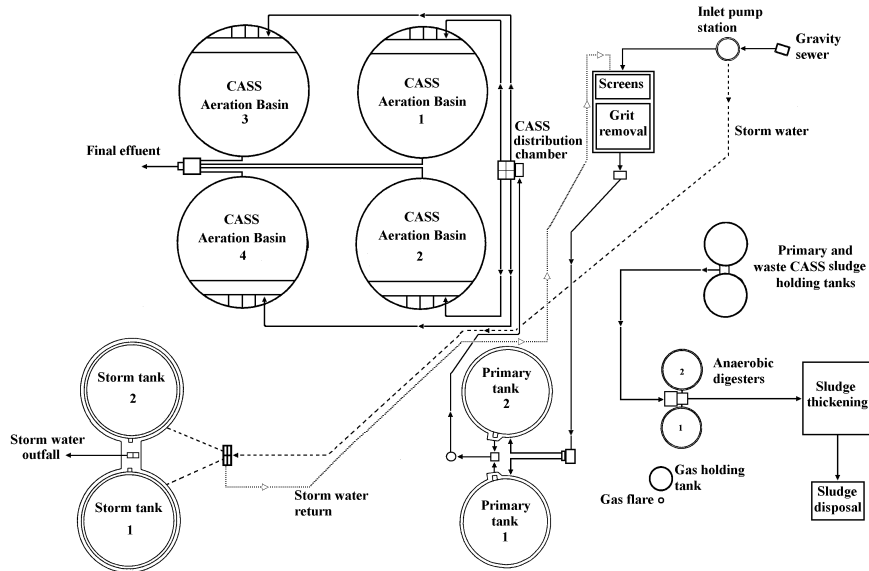 Inlet pump
station
Gravity
sewer
Screens
Grit
removal
Storm water
CASS
Aeration Basin
3
CASS
Aeration Basin
1
CASS
distribution
chamber
Final effuent
CASS
Aeration Basin
4
CASS
Aeration Basin
2
Primary and
waste CASS sludge
holding tanks
Storm tank
2
Primary
tank
2
2
Anaerobic
digesters
1
Sludge
thickening
Storm water
outfall
Storm water
return
Storm tank
1
Primary
tank
1
Gas holding
tank
Gas flare
Sludge
disposal